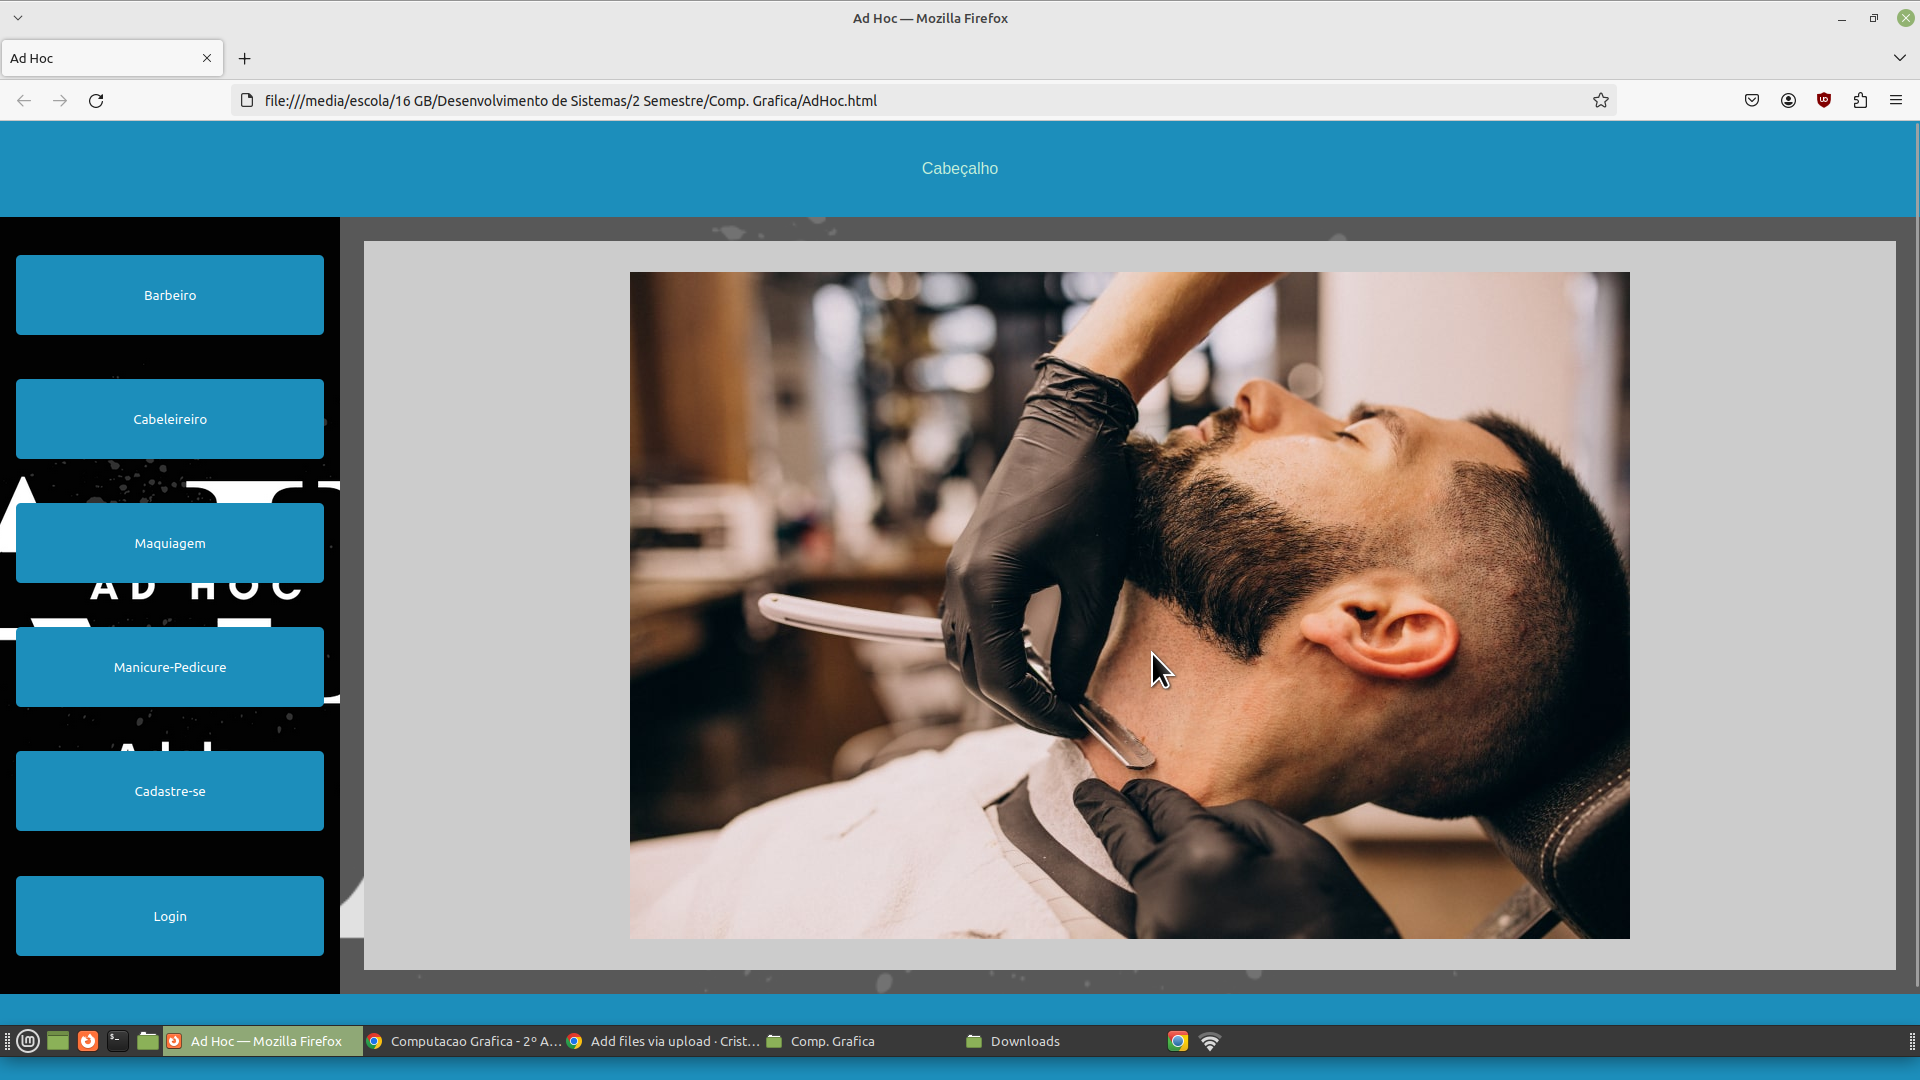 Ad Hoc — Mozilla Firefox
Ad Hoc
file:///media/escola/16 GB/Desenvolvimento de Sistemas/2 Semestre/Comp. Grafica/AdHoc.html
Cabeçalho
Barbeiro
Cabeleireiro
Maquiagem
AD HOC
Manicure-Pedicure
Cadastre-se
Login
Ad Hoc — Mozilla Firefox
Computacao Grafica - 2º A...
Add files via upload · Crist...
Comp. Grafica
Downloads